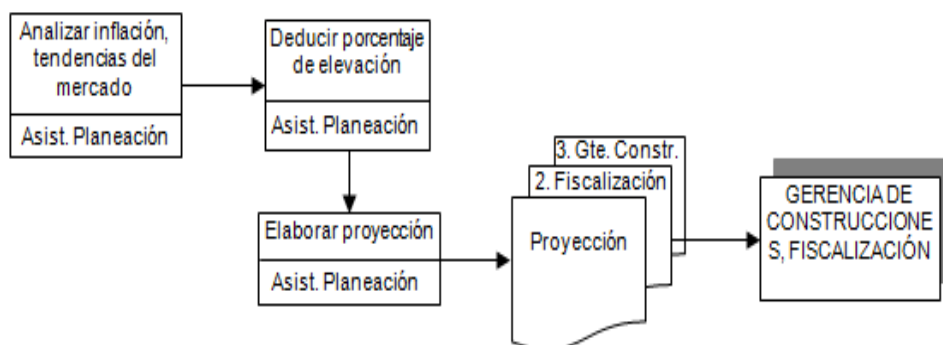 Analizar inflación,
tendencias del
mercado
Asist. Planeación
Deducir porcentaje
de elevación
Asist. Planeación
Elaborar proyección
Asist. Planeación
3. Gte. Constr.
2. Fiscalización
Proyección
GERENCIA DE
CONSTRUCCIONE
S, FISCALIZACIÓN